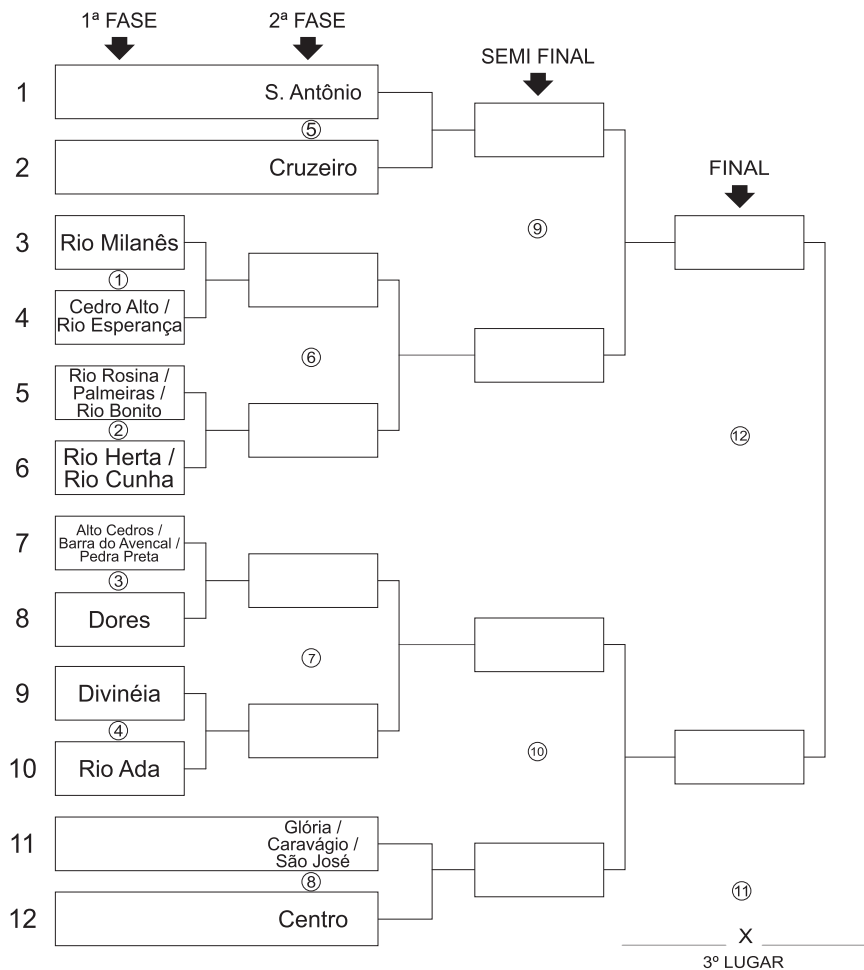 1ª FASE
2ª FASE
SEMI FINAL
FINAL
1
S. Antônio
⑤
2
Cruzeiro
⑨
3
Rio Milanês
①
4
Cedro Alto /
Rio Esperança
⑥
5
Rio Rosina /
Palmeiras /
Rio Bonito
②
6
Rio Herta /
Rio Cunha
⑫
7
Alto Cedros /
Barra do Avencal /
Pedra Preta
③
8
Dores
⑦
9
Divinéia
④
10
Rio Ada
⑩
11
Glória /
Caravágio /
São José
⑧
12
Centro
⑪
X
3º LUGAR